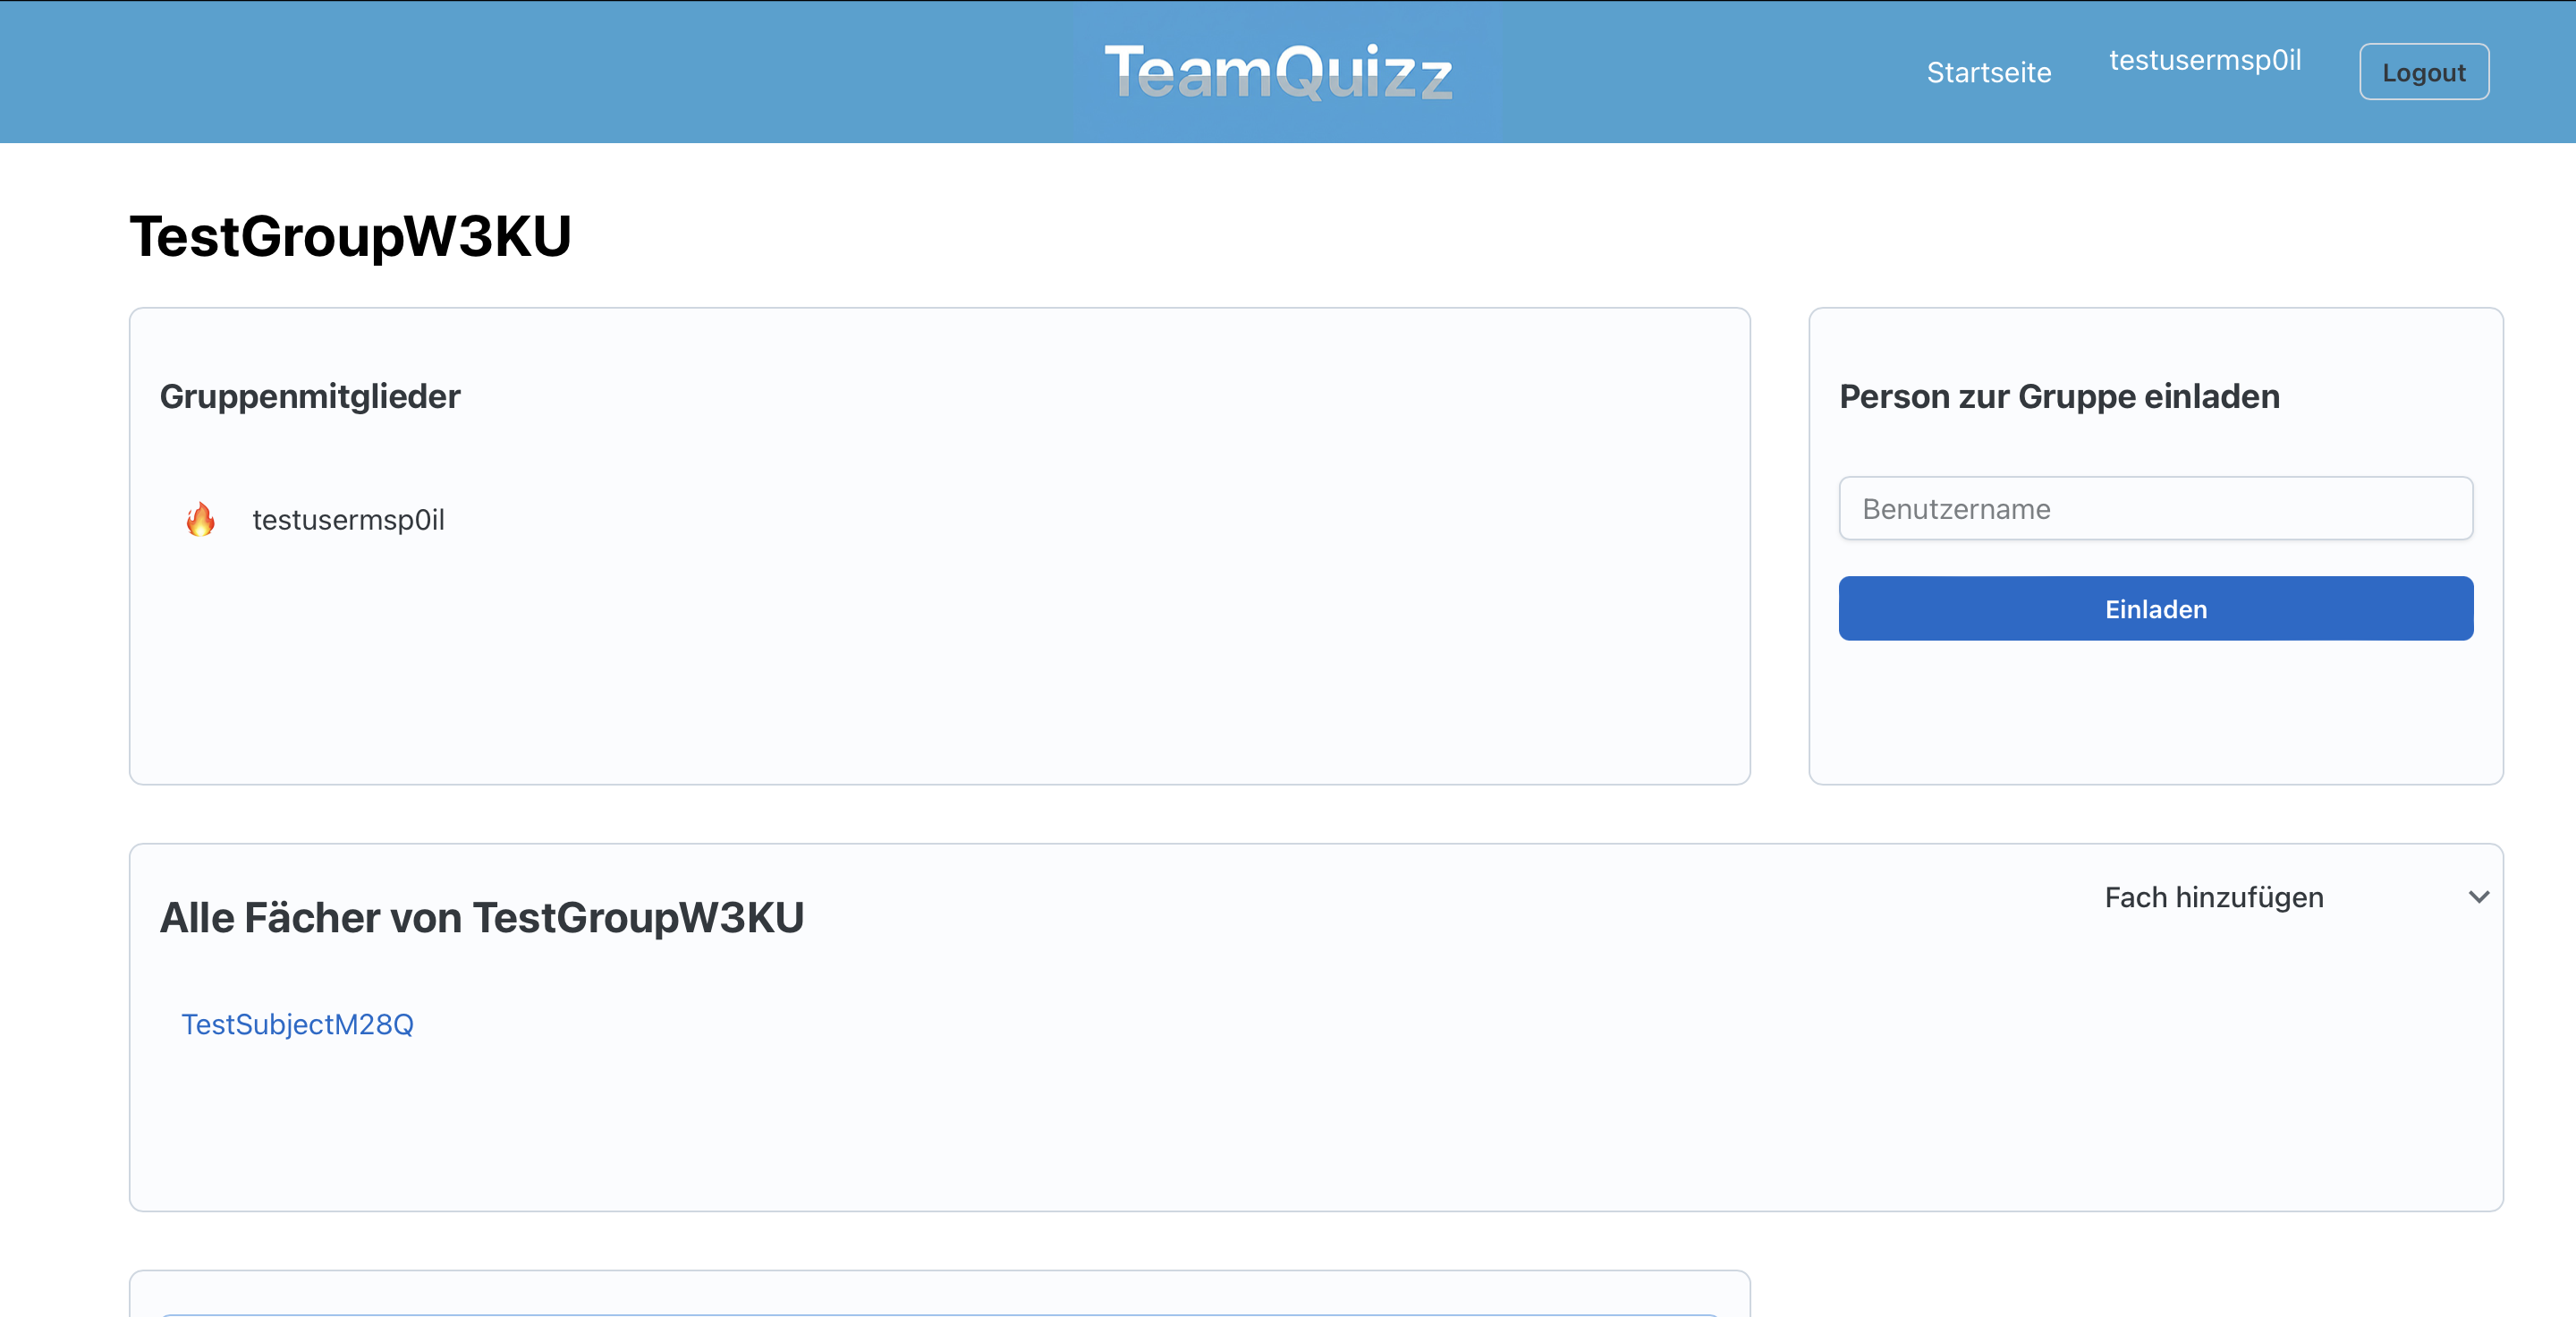 TeamQuizz
Startseite
testusermsp0il
Logout
TestGroupW3KU
Gruppenmitglieder
testusermsp0il
Person zur Gruppe einladen
Benutzername
Einladen
Alle Fächer von TestGroupW3KU
Fach hinzufügen
TestSubjectM28Q